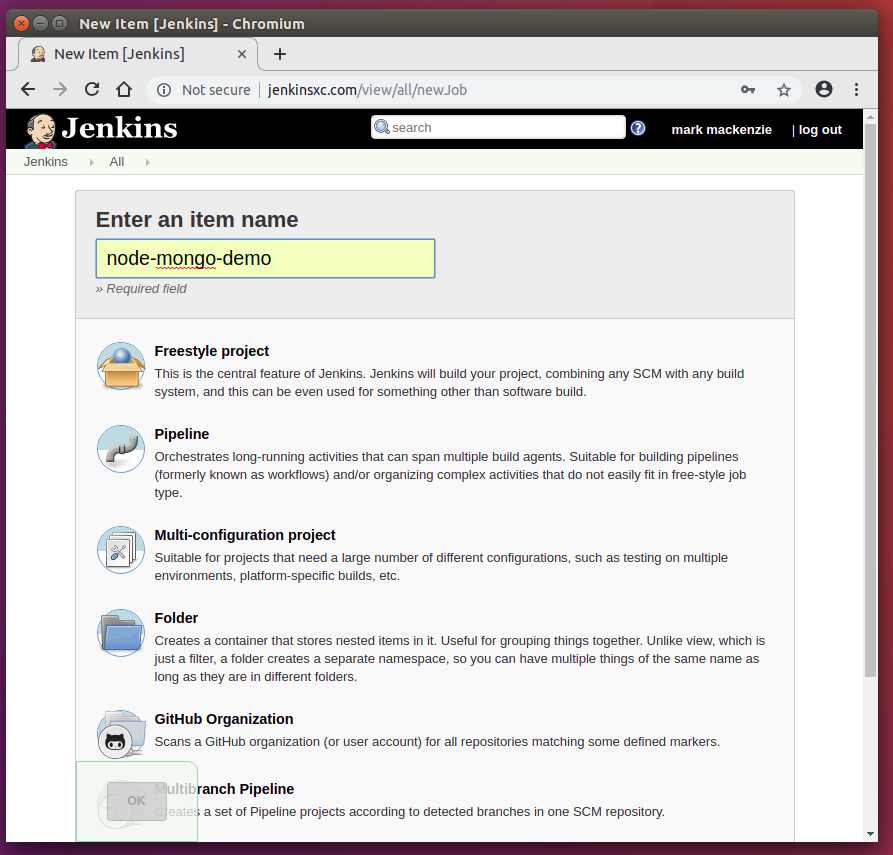 New Item [Jenkins] - Chromium
New Item [Jenkins]
Not secure jenkinsxc.com/view/all/newJob
Jenkins
search
mark mackenzie
| log out
Jenkins
All
Enter an item name
node-mongo-demo
» Required field
Freestyle project
This is the central feature of Jenkins. Jenkins will build your project, combining any SCM with any build
system, and this can be even used for something other than software build.
Pipeline
Orchestrates long-running activities that can span multiple build agents. Suitable for building pipelines
(formerly known as workflows) and/or organizing complex activities that do not easily fit in free-style job
type.
Multi-configuration project
Suitable for projects that need a large number of different configurations, such as testing on multiple
environments, platform-specific builds, etc.
Folder
Creates a container that stores nested items in it. Useful for grouping things together. Unlike view, which is
just a filter, a folder creates a separate namespace, so you can have multiple things of the same name as
long as they are in different folders.
GitHub Organization
Scans a GitHub organization (or user account) for all repositories matching some defined markers.
Multibranch Pipeline
OK
Creates a set of Pipeline projects according to detected branches in one SCM repository.